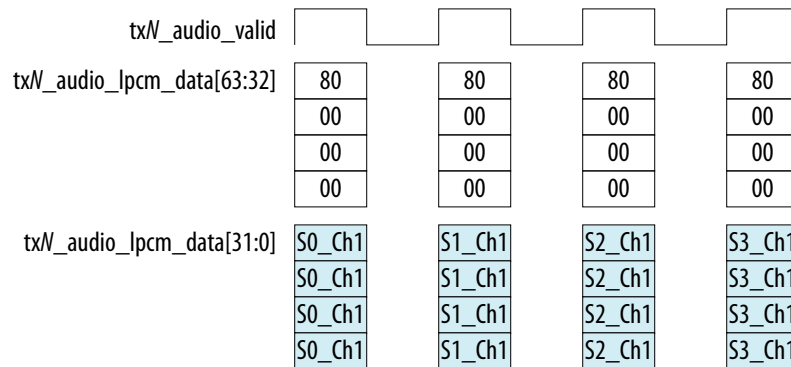 txN_audio_valid
txN_audio_lpcm_data[63:32] 80 80 80 80
00 00 00 00
00 00 00 00
00 00 00 00
txN_audio_lpcm_data[31:0] S0_Ch1 S1_Ch1 S2_Ch1 S3_Ch1
S0_Ch1 S1_Ch1 S2_Ch1 S3_Ch1
S0_Ch1 S1_Ch1 S2_Ch1 S3_Ch1
S0_Ch1 S1_Ch1 S2_Ch1 S3_Ch1